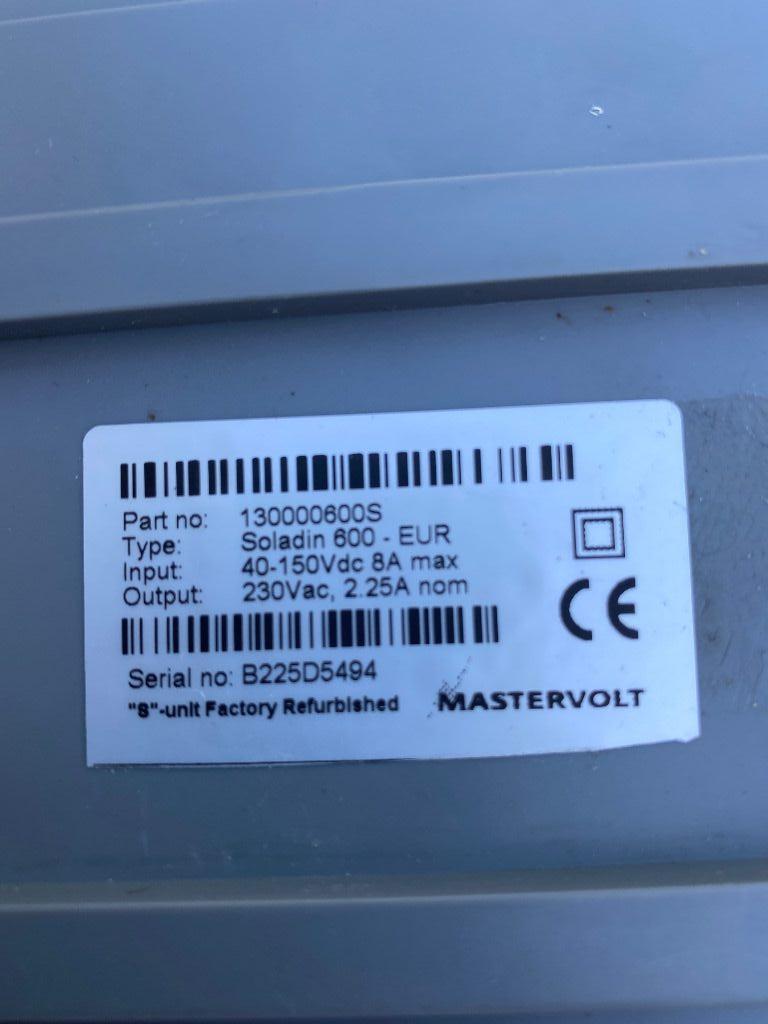 Part no: 130000600S
Type: Soladin 600 - EUR
Input: 40-150Vdc 8A max
Output: 230Vac, 2.25A nom
CE
Serial no: B225D5494
"S"-unit Factory Refurbished
MASTERVOLT